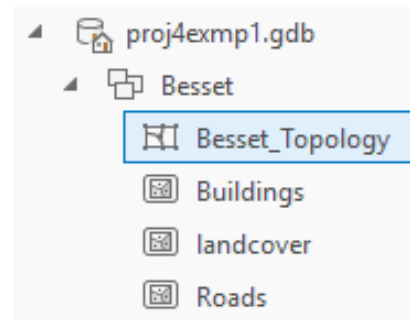 proj4exmp1.gdb
Besset
Besset_Topology
Buildings
landcover
Roads